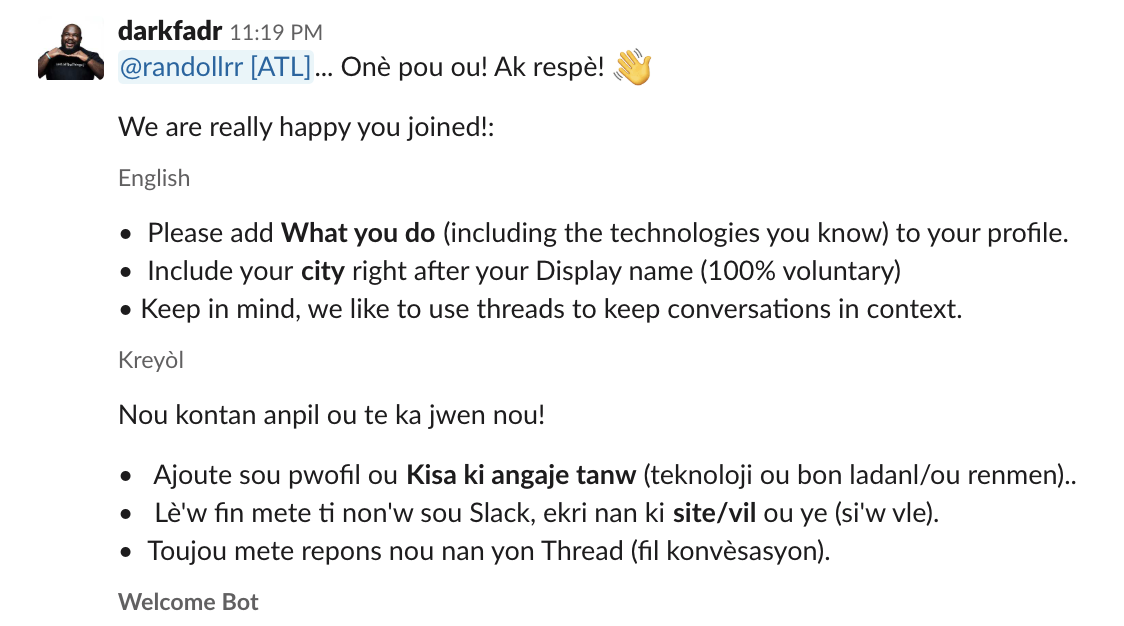 darkfadr 11:19 PM
@randollrr [ATL]... Onè pou ou! Ak respè! 👋
We are really happy you joined!:
English
• Please add What you do (including the technologies you know) to your profile.
• Include your city right after your Display name (100% voluntary)
• Keep in mind, we like to use threads to keep conversations in context.
Kreyòl
Nou kontan anpil ou te ka jwen nou!
• Ajoute sou pwofil ou Kisa ki angaje tanw (teknoloji ou bon ladanl/ou renmen)..
• Lè'w fin mete ti non'w sou Slack, ekri nan ki site/vil ou ye (si'w vle).
• Toujou mete repons nou nan yon Thread (fil konvèsasyon).
Welcome Bot